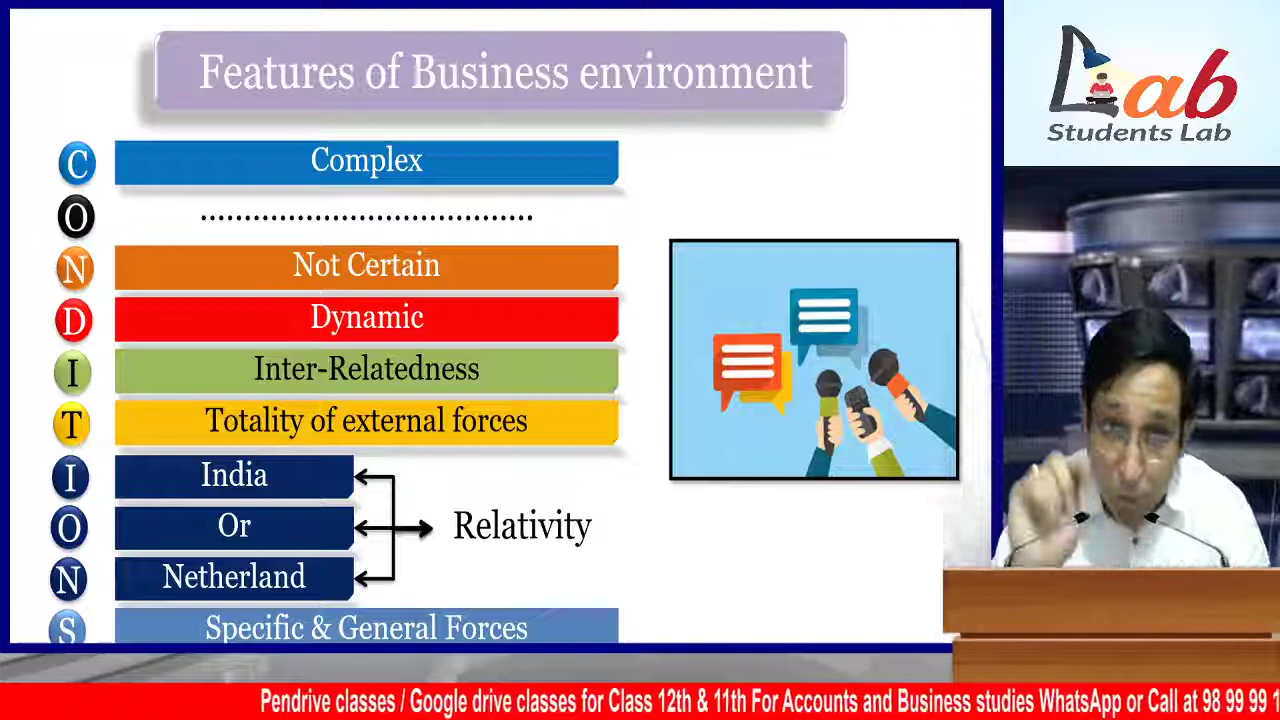 Features of Business environment
C Complex
O ......................................
N Not Certain
D Dynamic
I Inter-Relatedness
T Totality of external forces
I India
O Or
Relativity
N Netherland
S Specific & General Forces
Lab
Students Lab
Pendrive classes / Google drive classes for Class 12th & 11th For Accounts and Business studies WhatsApp or Call at 98 99 99 1